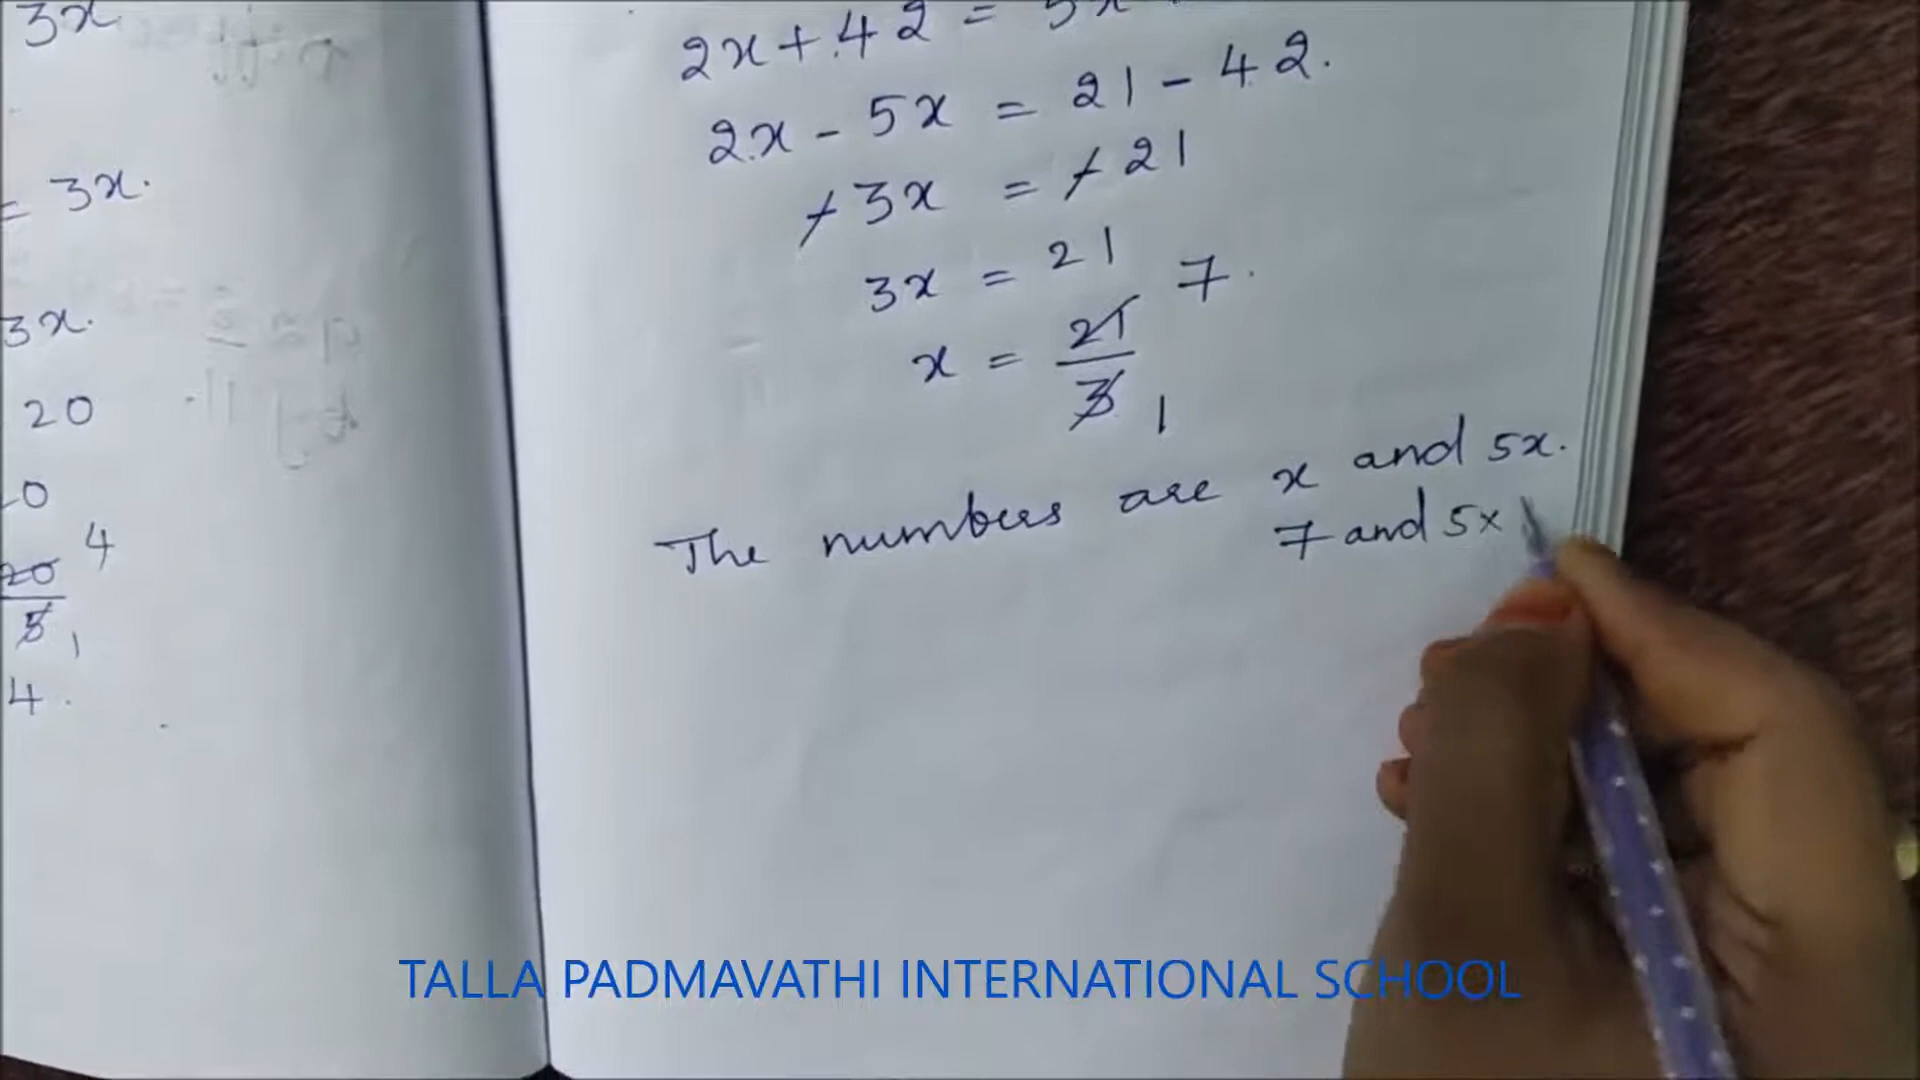 3x
= 3x.
3x.
20
20 4
5 1
4.
2x + 42 = 5x
2x - 5x = 21 - 42.
-3x = -21
3x = 21
7.
x = 21
3 1
The numbers are x and 5x.
7 and 5x
TALLA PADMAVATHI INTERNATIONAL SCHOOL